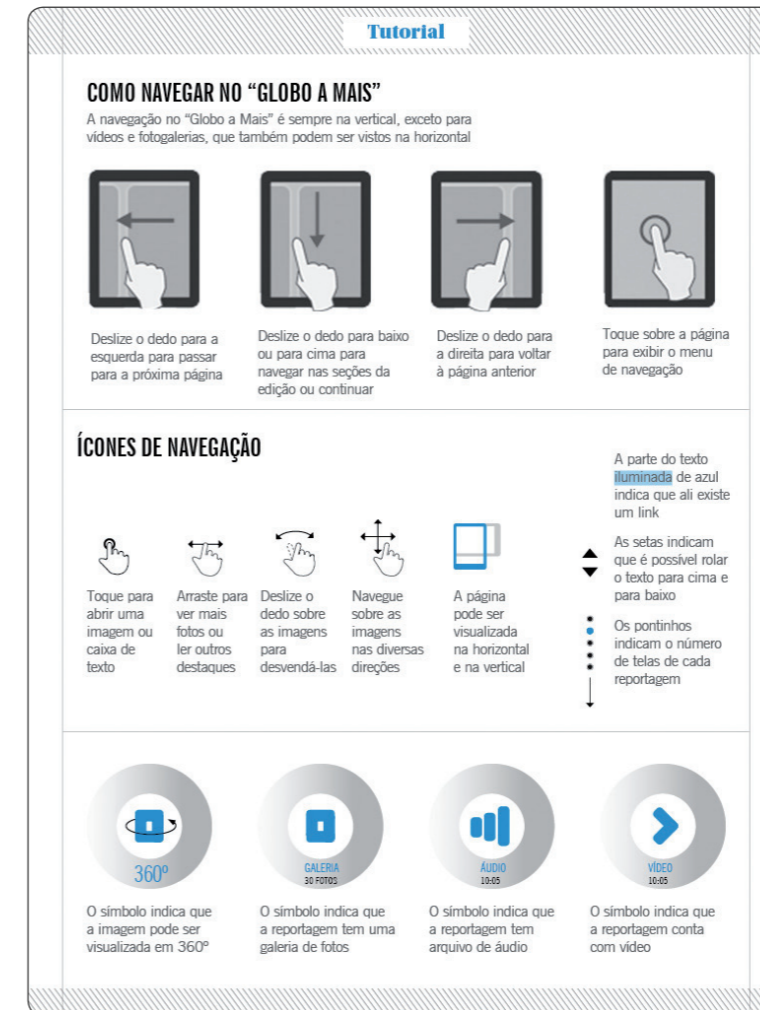 Tutorial
COMO NAVEGAR NO “GLOBO A MAIS”
A navegação no “Globo a Mais” é sempre na vertical, exceto para
vídeos e fotogalerias, que também podem ser vistos na horizontal
Deslize o dedo para a
esquerda para passar
para a próxima página
Deslize o dedo para baixo
ou para cima para
navegar nas seções da
edição ou continuar
Deslize o dedo para
a direita para voltar
à página anterior
Toque sobre a página
para exibir o menu
de navegação
ÍCONES DE NAVEGAÇÃO
Toque para
abrir uma
imagem ou
caixa de
texto
Arraste para
ver mais
fotos ou
ler outros
destaques
Deslize o
dedo sobre
as imagens
para
desvendá-las
Navegue
sobre as
imagens
nas diversas
direções
A página
pode ser
visualizada
na horizontal
e na vertical
A parte do texto
iluminada de azul
indica que ali existe
um link
As setas indicam
que é possível rolar
o texto para cima e
para baixo
Os pontinhos
indicam o número
de telas de cada
reportagem
360º
O símbolo indica que
a imagem pode ser
visualizada em 360º
GALERIA
30 FOTOS
O símbolo indica que
a reportagem tem uma
galeria de fotos
ÁUDIO
10:05
O símbolo indica que
a reportagem tem
arquivo de áudio
VÍDEO
10:05
O símbolo indica que
a reportagem conta
com vídeo